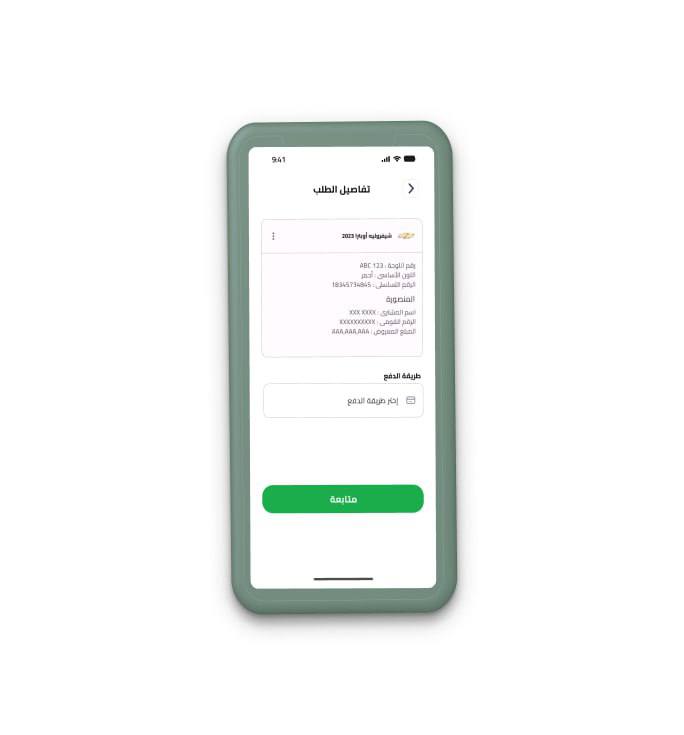 9:41
تفاصيل الطلب
شيفروليه أوبترا 2023
رقم اللوحة : ABC 123
اللون الأساسي : أحمر
الرقم التسلسلي : 18345734845
المنصورة
اسم المشتري : XXX XXXX
الرقم القومي : XXXXXXXXXX
المبلغ المعروض : AAA,AAA,AAA
طريقة الدفع
إختر طريقة الدفع
متابعة